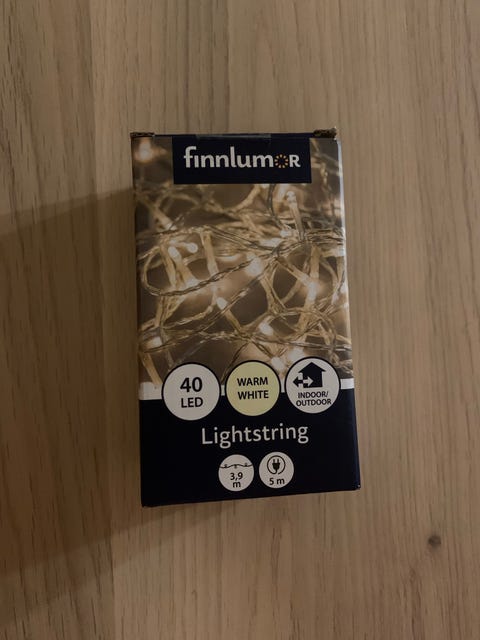 finnlumoR
40
LED
WARM
WHITE
INDOOR/
OUTDOOR
Lightstring
3,9
m
5 m